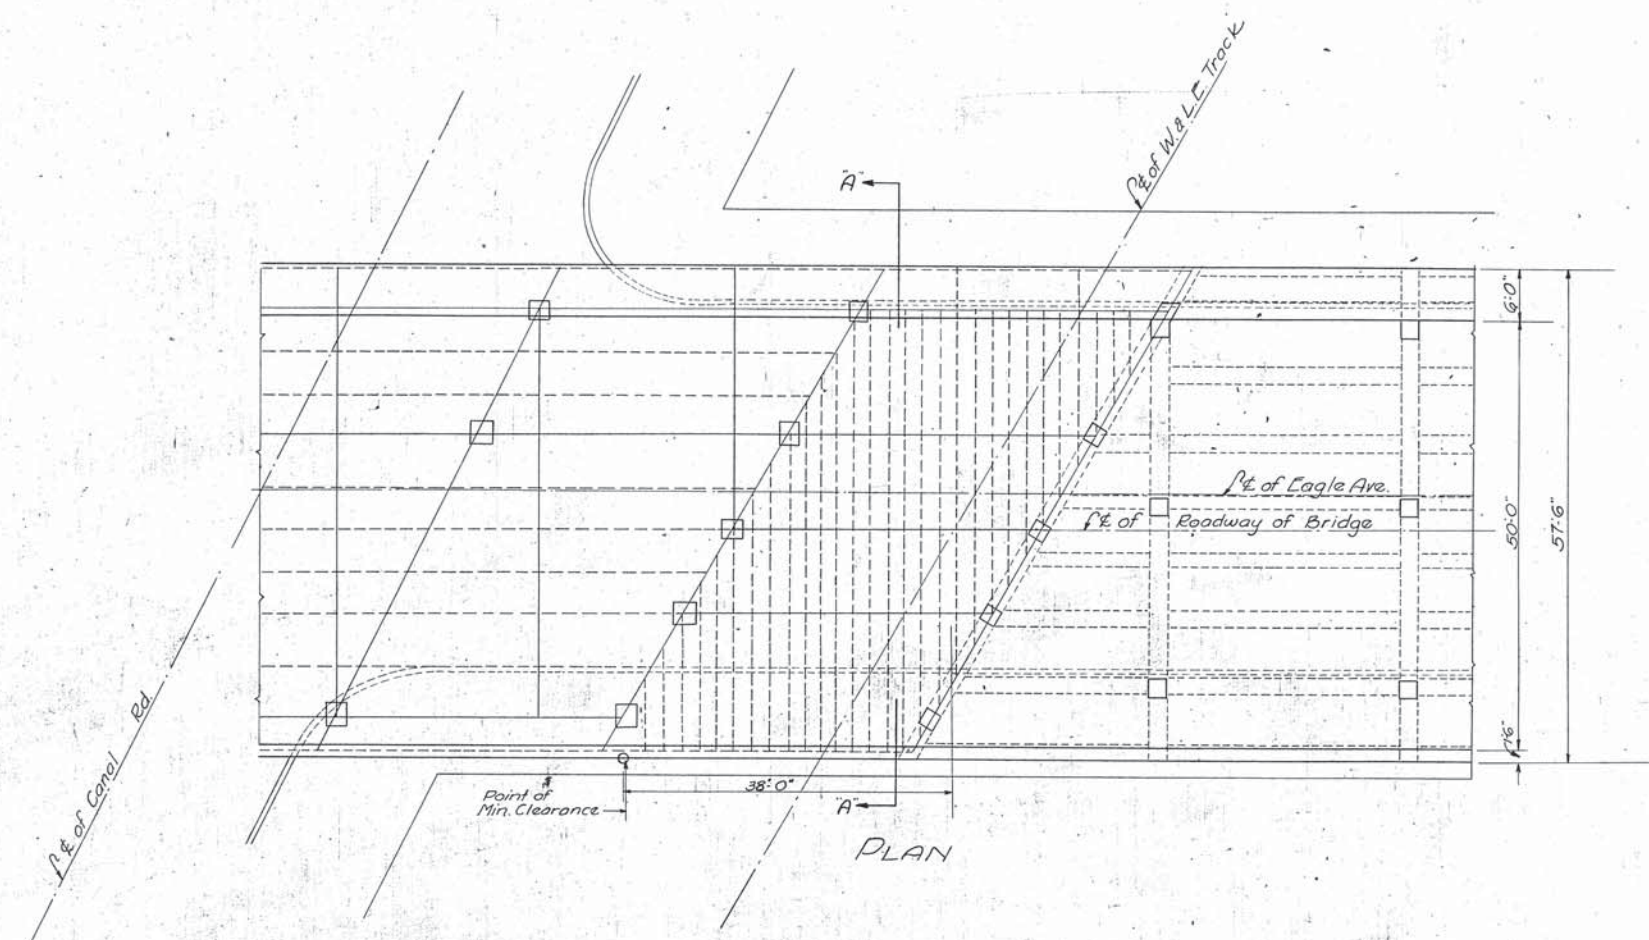 ℄ of W.& L.E. Track
"A"
6'-0"
℄ of Eagle Ave.
℄ of Roadway of Bridge
50'-0"
57'-6"
1'6"
℄ of Canal Rd.
Point of
Min. Clearance
38'-0"
"A"
PLAN